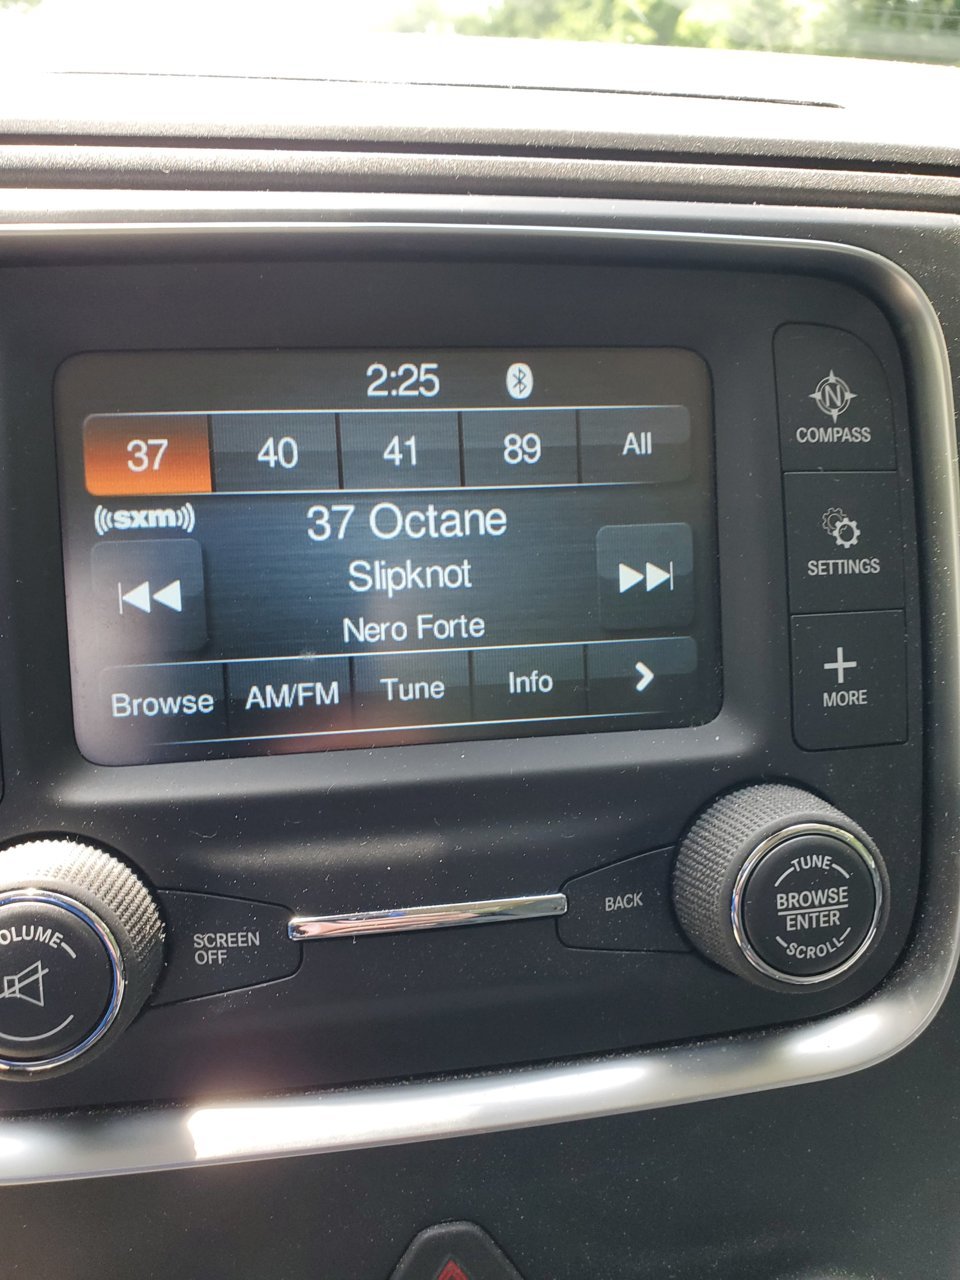 2:25
37 40 41 89 All
sxm
37 Octane
Slipknot
Nero Forte
Browse AM/FM Tune Info
N
COMPASS
SETTINGS
MORE
VOLUME
SCREEN
OFF
BACK
TUNE
BROWSE
ENTER
SCROLL